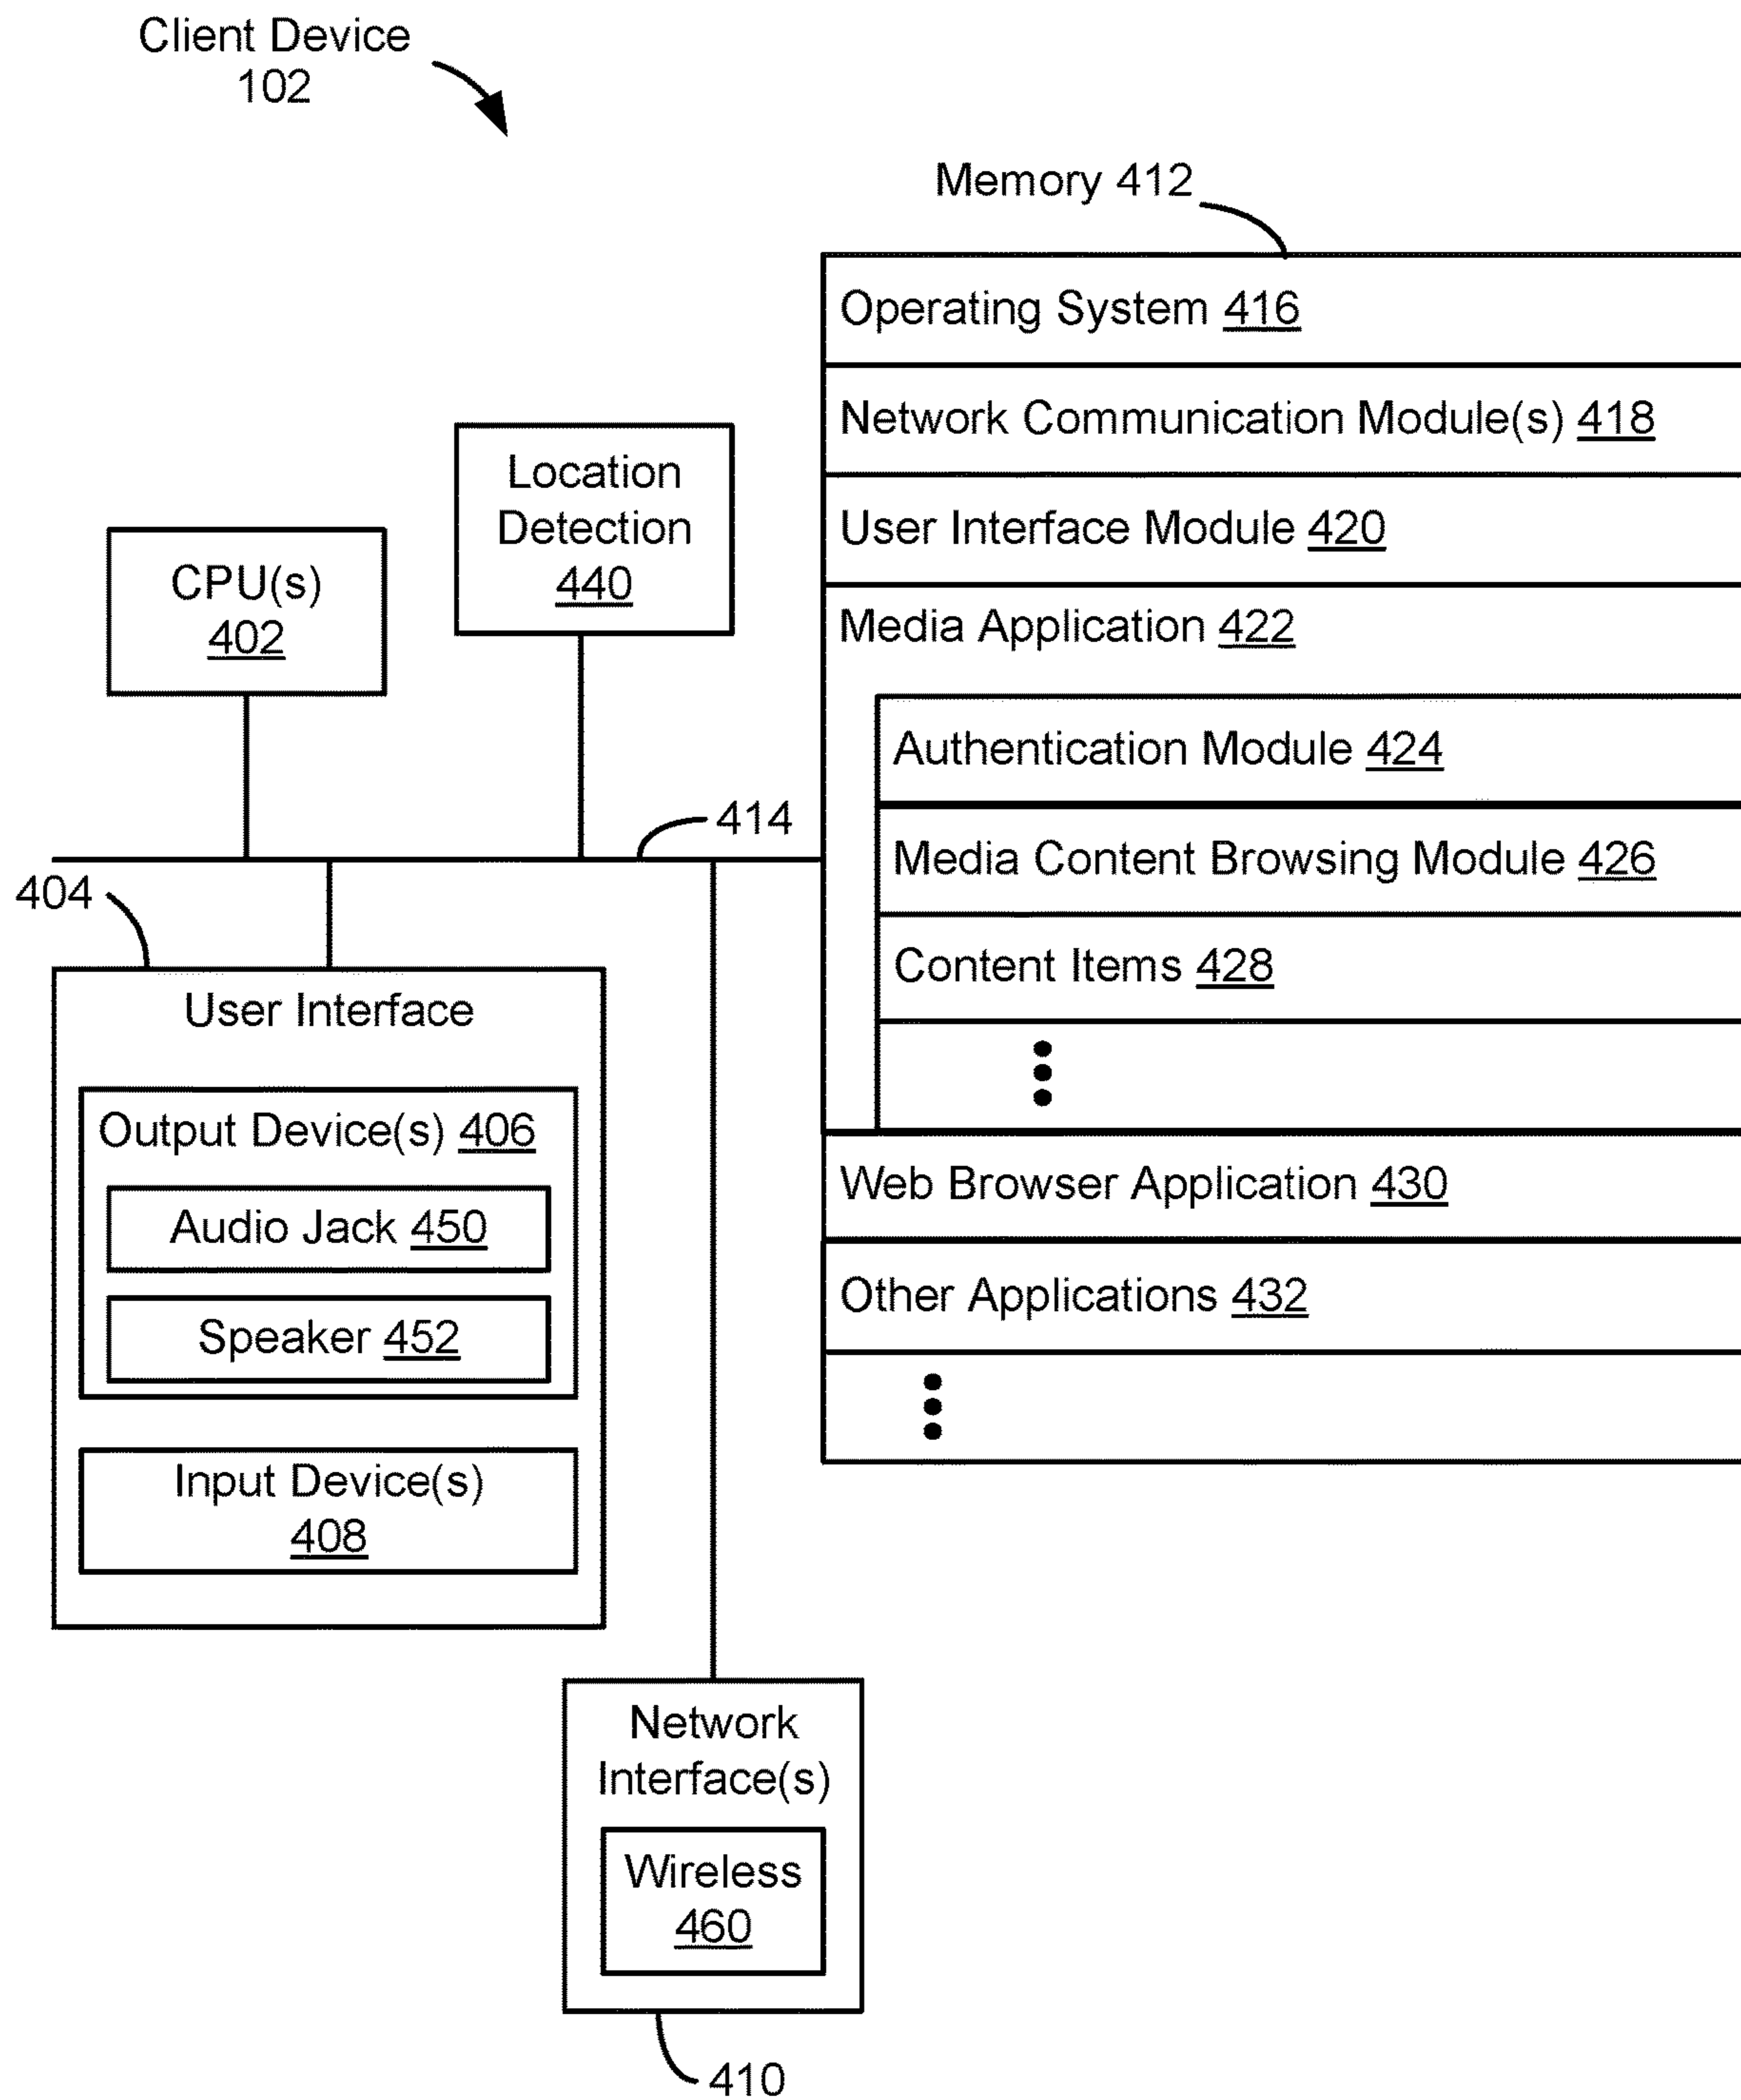 Client Device
102
Memory 412
Operating System 416
Network Communication Module(s) 418
User Interface Module 420
Media Application 422
Authentication Module 424
Media Content Browsing Module 426
Content Items 428
Web Browser Application 430
Other Applications 432
Location
Detection
440
CPU(s)
402
414
404
User Interface
Output Device(s) 406
Audio Jack 450
Speaker 452
Input Device(s)
408
Network
Interface(s)
Wireless
460
410